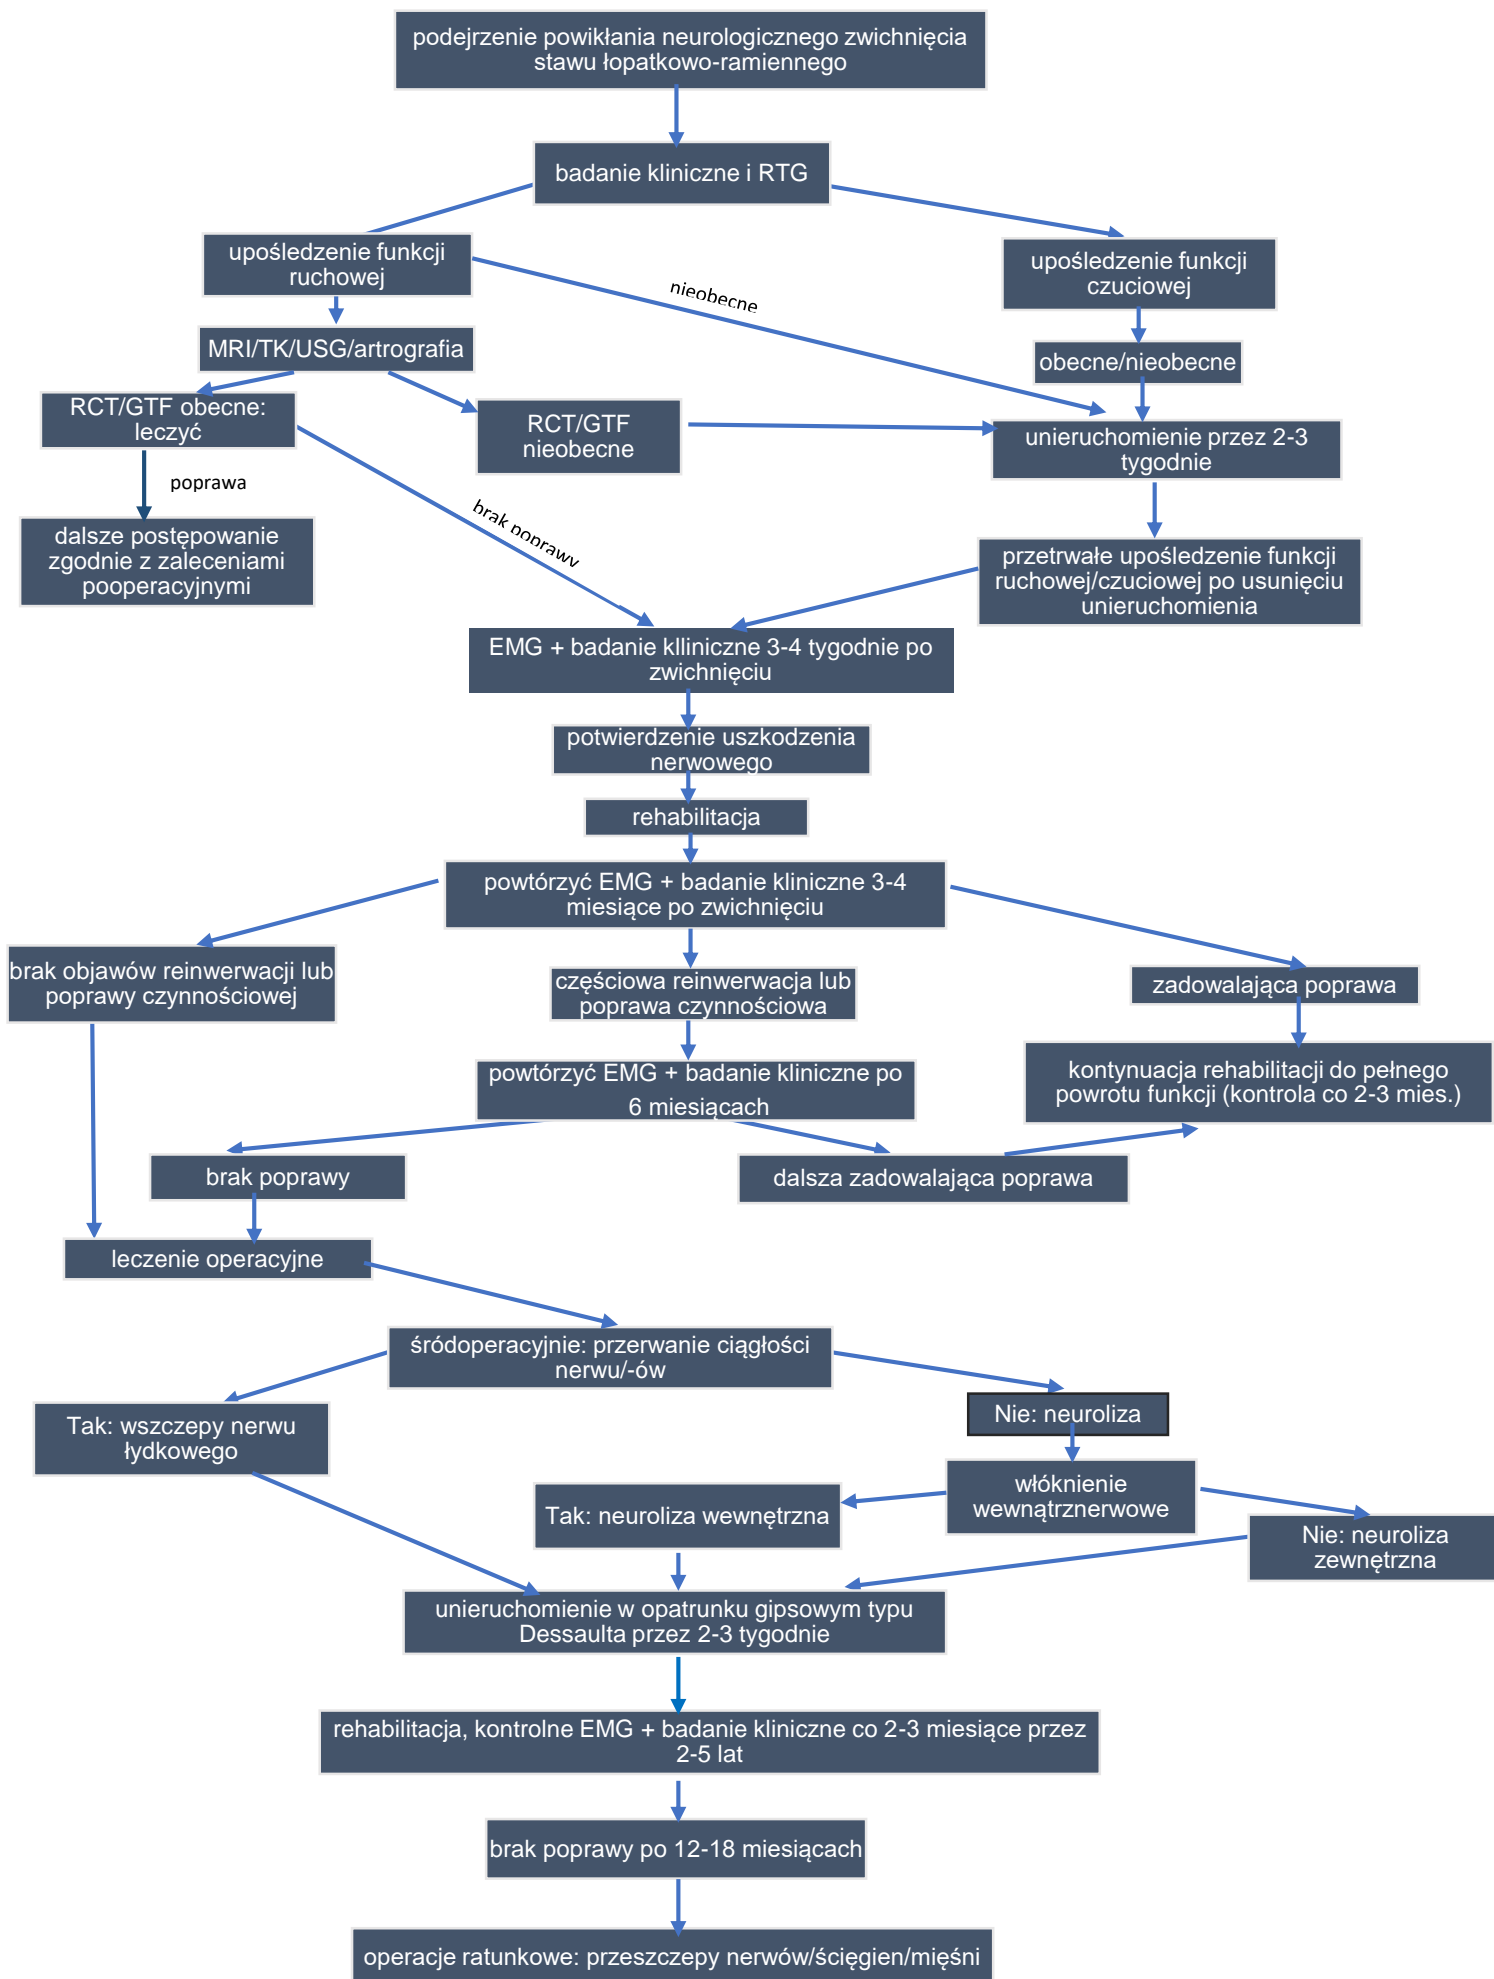 podejrzenie powikłania neurologicznego zwichnięcia
stawu łopatkowo-ramiennego
badanie kliniczne i RTG
upośledzenie funkcji
ruchowej
upośledzenie funkcji
czuciowej
nieobecne
MRI/TK/USG/artrografia
obecne/nieobecne
RCT/GTF obecne:
leczyć
RCT/GTF
nieobecne
unieruchomienie przez 2-3
tygodnie
poprawa
brak poprawy
dalsze postępowanie
zgodnie z zaleceniami
pooperacyjnymi
przetrwałe upośledzenie funkcji
ruchowej/czuciowej po usunięciu
unieruchomienia
EMG + badanie klliniczne 3-4 tygodnie po
zwichnięciu
potwierdzenie uszkodzenia
nerwowego
rehabilitacja
powtórzyć EMG + badanie kliniczne 3-4
miesiące po zwichnięciu
brak objawów reinwerwacji lub
poprawy czynnościowej
częściowa reinwerwacja lub
poprawa czynnościowa
zadowalająca poprawa
powtórzyć EMG + badanie kliniczne po
6 miesiącach
kontynuacja rehabilitacji do pełnego
powrotu funkcji (kontrola co 2-3 mies.)
brak poprawy
dalsza zadowalająca poprawa
leczenie operacyjne
śródoperacyjnie: przerwanie ciągłości
nerwu/-ów
Tak: wszczepy nerwu
łydkowego
Nie: neuroliza
włóknienie
wewnątrznerwowe
Tak: neuroliza wewnętrzna
Nie: neuroliza
zewnętrzna
unieruchomienie w opatrunku gipsowym typu
Dessaulta przez 2-3 tygodnie
rehabilitacja, kontrolne EMG + badanie kliniczne co 2-3 miesiące przez
2-5 lat
brak poprawy po 12-18 miesiącach
operacje ratunkowe: przeszczepy nerwów/ścięgien/mięśni